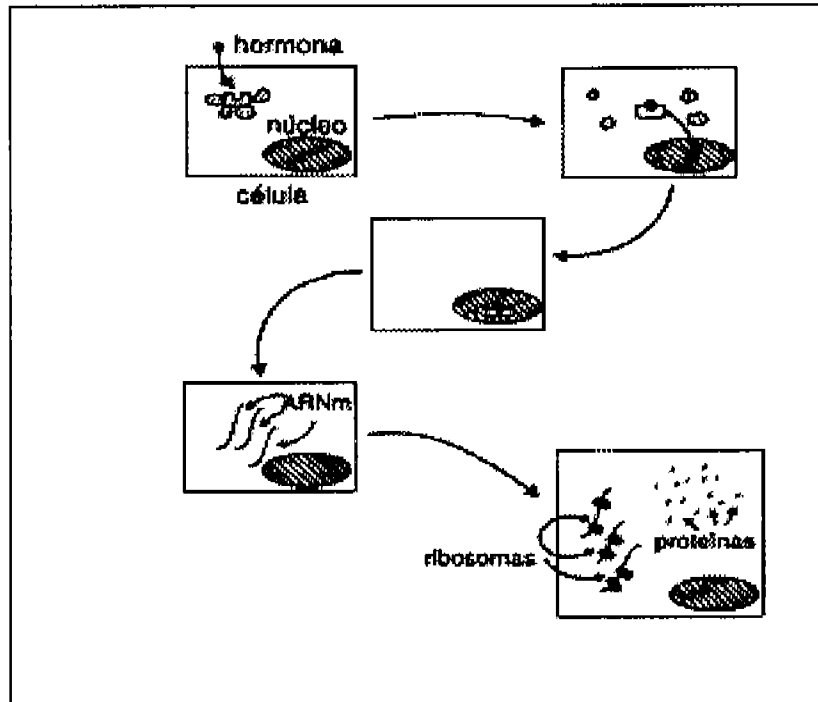 hormona
núcleo
célula
ARNm
ribosomas
proteínas